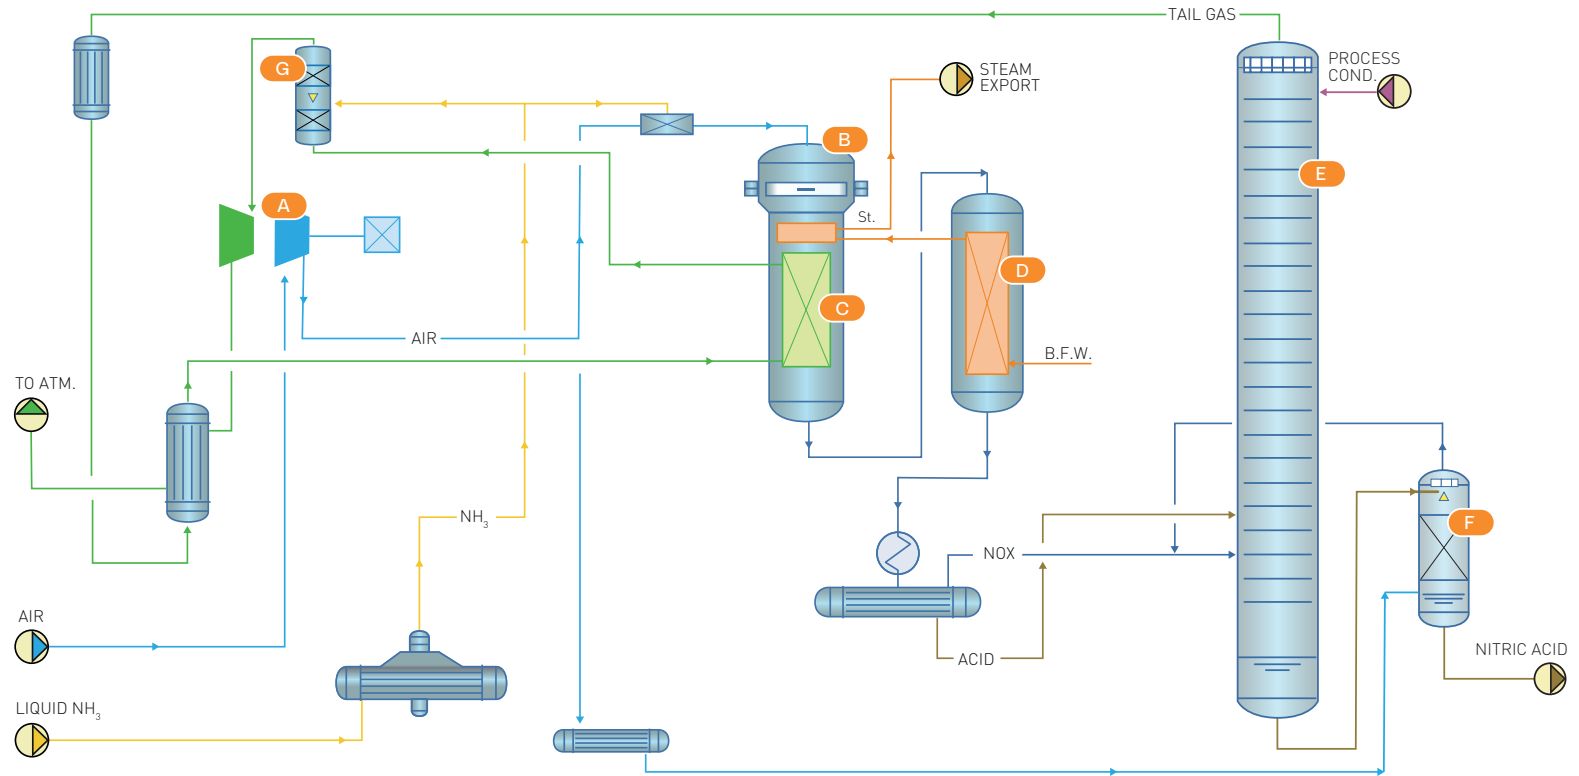 TAIL GAS
PROCESS
COND.
STEAM
EXPORT
G
B
E
A
St.
D
C
AIR
B.F.W.
TO ATM.
NH3
F
NOX
AIR
ACID
NITRIC ACID
LIQUID NH3